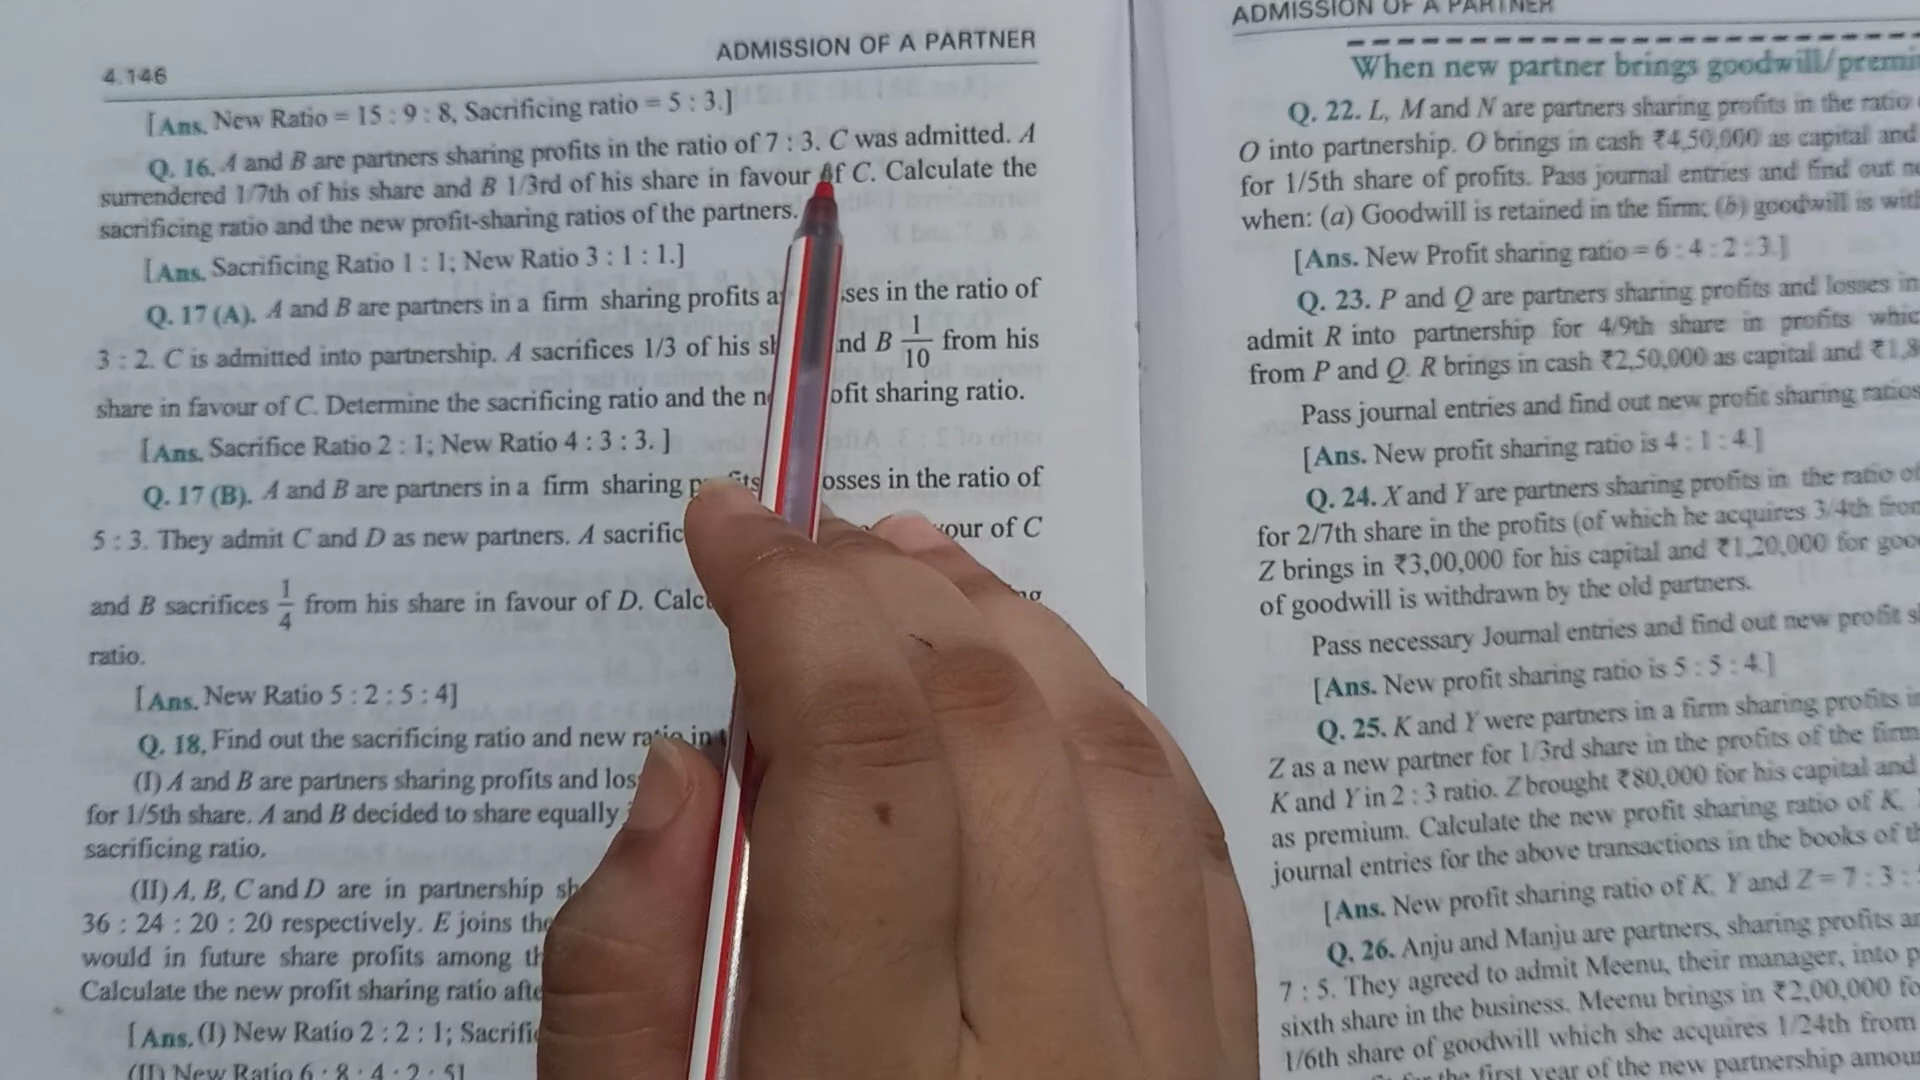 4.146
ADMISSION OF A PARTNER
[Ans. New Ratio = 15 : 9 : 8, Sacrificing ratio = 5 : 3.]
Q. 16. A and B are partners sharing profits in the ratio of 7 : 3. C was admitted. A
surrendered 1/7th of his share and B 1/3rd of his share in favour of C. Calculate the
sacrificing ratio and the new profit-sharing ratios of the partners.
[Ans. Sacrificing Ratio 1 : 1; New Ratio 3 : 1 : 1.]
Q. 17 (A). A and B are partners in a firm sharing profits in the ratio of
3 : 2. C is admitted into partnership. A sacrifices 1/3 of his B 1/10 from his
share in favour of C. Determine the sacrificing ratio and the sharing ratio.
[Ans. Sacrifice Ratio 2 : 1; New Ratio 4 : 3 : 3. ]
Q. 17 (B). A and B are partners in a firm sharing in the ratio of
5 : 3. They admit C and D as new partners. A of C
and B sacrifices 1/4 from his share in favour of D.
ratio.
[Ans. New Ratio 5 : 2 : 5 : 4]
Q. 18. Find out the sacrificing ratio and new ratio in
(I) A and B are partners sharing profits and
for 1/5th share. A and B decided to share equally
sacrificing ratio.
(II) A, B, C and D are in partnership
36 : 24 : 20 : 20 respectively. E joins
would in future share profits among
Calculate the new profit sharing ratio
[Ans. (I) New Ratio 2 : 2 : 1;
(II) New Ratio 6 : 8 : 4 : 2 : 5]
ADMISSION OF A PARTNER
When new partner brings goodwill/
Q. 22. L, M and N are partners sharing profits in the ratio
O into partnership. O brings in cash ₹4,50,000 as capital and
for 1/5th share of profits. Pass journal entries and find out
when: (a) Goodwill is retained in the firm; (b) goodwill is
[Ans. New Profit sharing ratio = 6 : 4 : 2 : 3.]
Q. 23. P and Q are partners sharing profits and losses in
admit R into partnership for 4/9th share in profits
from P and Q. R brings in cash ₹2,50,000 as capital and
Pass journal entries and find out new profit sharing ratios
[Ans. New profit sharing ratio is 4 : 1 : 4.]
Q. 24. X and Y are partners sharing profits in the ratio of
for 2/7th share in the profits (of which he acquires 3/4th
Z brings in ₹3,00,000 for his capital and ₹1,20,000 for
of goodwill is withdrawn by the old partners.
Pass necessary Journal entries and find out new profit
[Ans. New profit sharing ratio is 5 : 5 : 4.]
Q. 25. K and Y were partners in a firm sharing profits
Z as a new partner for 1/3rd share in the profits of the firm
K and Y in 2 : 3 ratio. Z brought ₹80,000 for his capital and
as premium. Calculate the new profit sharing ratio of K,
journal entries for the above transactions in the books of
[Ans. New profit sharing ratio of K, Y and Z = 7 : 3 :
Q. 26. Anju and Manju are partners, sharing profits
7 : 5. They agreed to admit Meenu, their manager, into
sixth share in the business. Meenu brings in ₹2,00,000
1/6th share of goodwill which she acquires 1/24th from
the first year of the new partnership